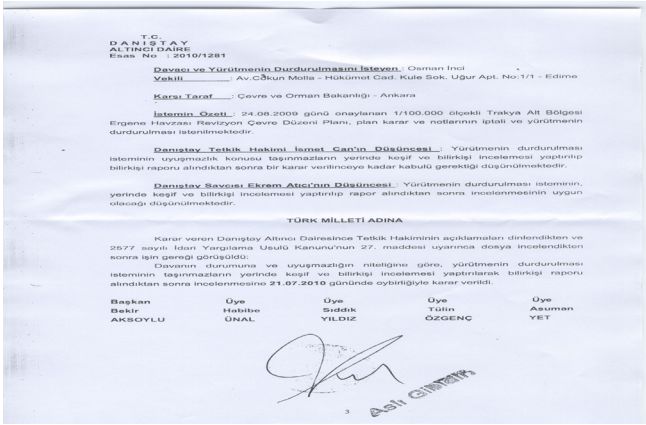 T.C.
D A N I Ş T A Y
ALTINCI DAİRE
Esas No : 2010/1281
Davacı ve Yürütmenin Durdurulmasını İsteyen : Osman İnci
Vekili : Av.Coşkun Molla - Hükümet Cad. Kule Sok. Uğur Apt. No:1/1 - Edirne
Karşı Taraf : Çevre ve Orman Bakanlığı - Ankara
İstemin Özeti : 24.08.2009 günü onaylanan 1/100.000 ölçekli Trakya Alt Bölgesi
Ergene Havzası Revizyon Çevre Düzeni Planı, plan karar ve notlarının iptali ve yürütmenin
durdurulması istenilmektedir.
Danıştay Tetkik Hakimi İsmet Can'ın Düşüncesi : Yürütmenin durdurulması
isteminin uyuşmazlık konusu taşınmazların yerinde keşif ve bilirkişi incelemesi yaptırılıp
bilirkişi raporu alındıktan sonra bir karar verilinceye kadar kabulü gerektiği düşünülmektedir.
Danıştay Savcısı Ekrem Atıcı'nın Düşüncesi : Yürütmenin durdurulması isteminin,
yerinde keşif ve bilirkişi incelemesi yaptırılıp rapor alındıktan sonra incelenmesinin uygun
olacağı düşünülmektedir.
TÜRK MİLLETİ ADINA
Karar veren Danıştay Altıncı Dairesince Tetkik Hakiminin açıklamaları dinlendikten ve
2577 sayılı İdari Yargılama Usulü Kanunu'nun 27. maddesi uyarınca dosya incelendikten
sonra işin gereği görüşüldü:
Davanın durumuna ve uyuşmazlığın niteliğine göre, yürütmenin durdurulması
isteminin taşınmazların yerinde keşif ve bilirkişi incelemesi yaptırılarak bilirkişi raporu
alındıktan sonra incelenmesine 21.07.2010 gününde oybirliğiyle karar verildi.
Başkan Üye Üye Üye Üye
Bekir Habibe Sıddık Tülin Asuman
AKSOYLU ÜNAL YILDIZ ÖZGENÇ YET
3
Aslı Gibidir